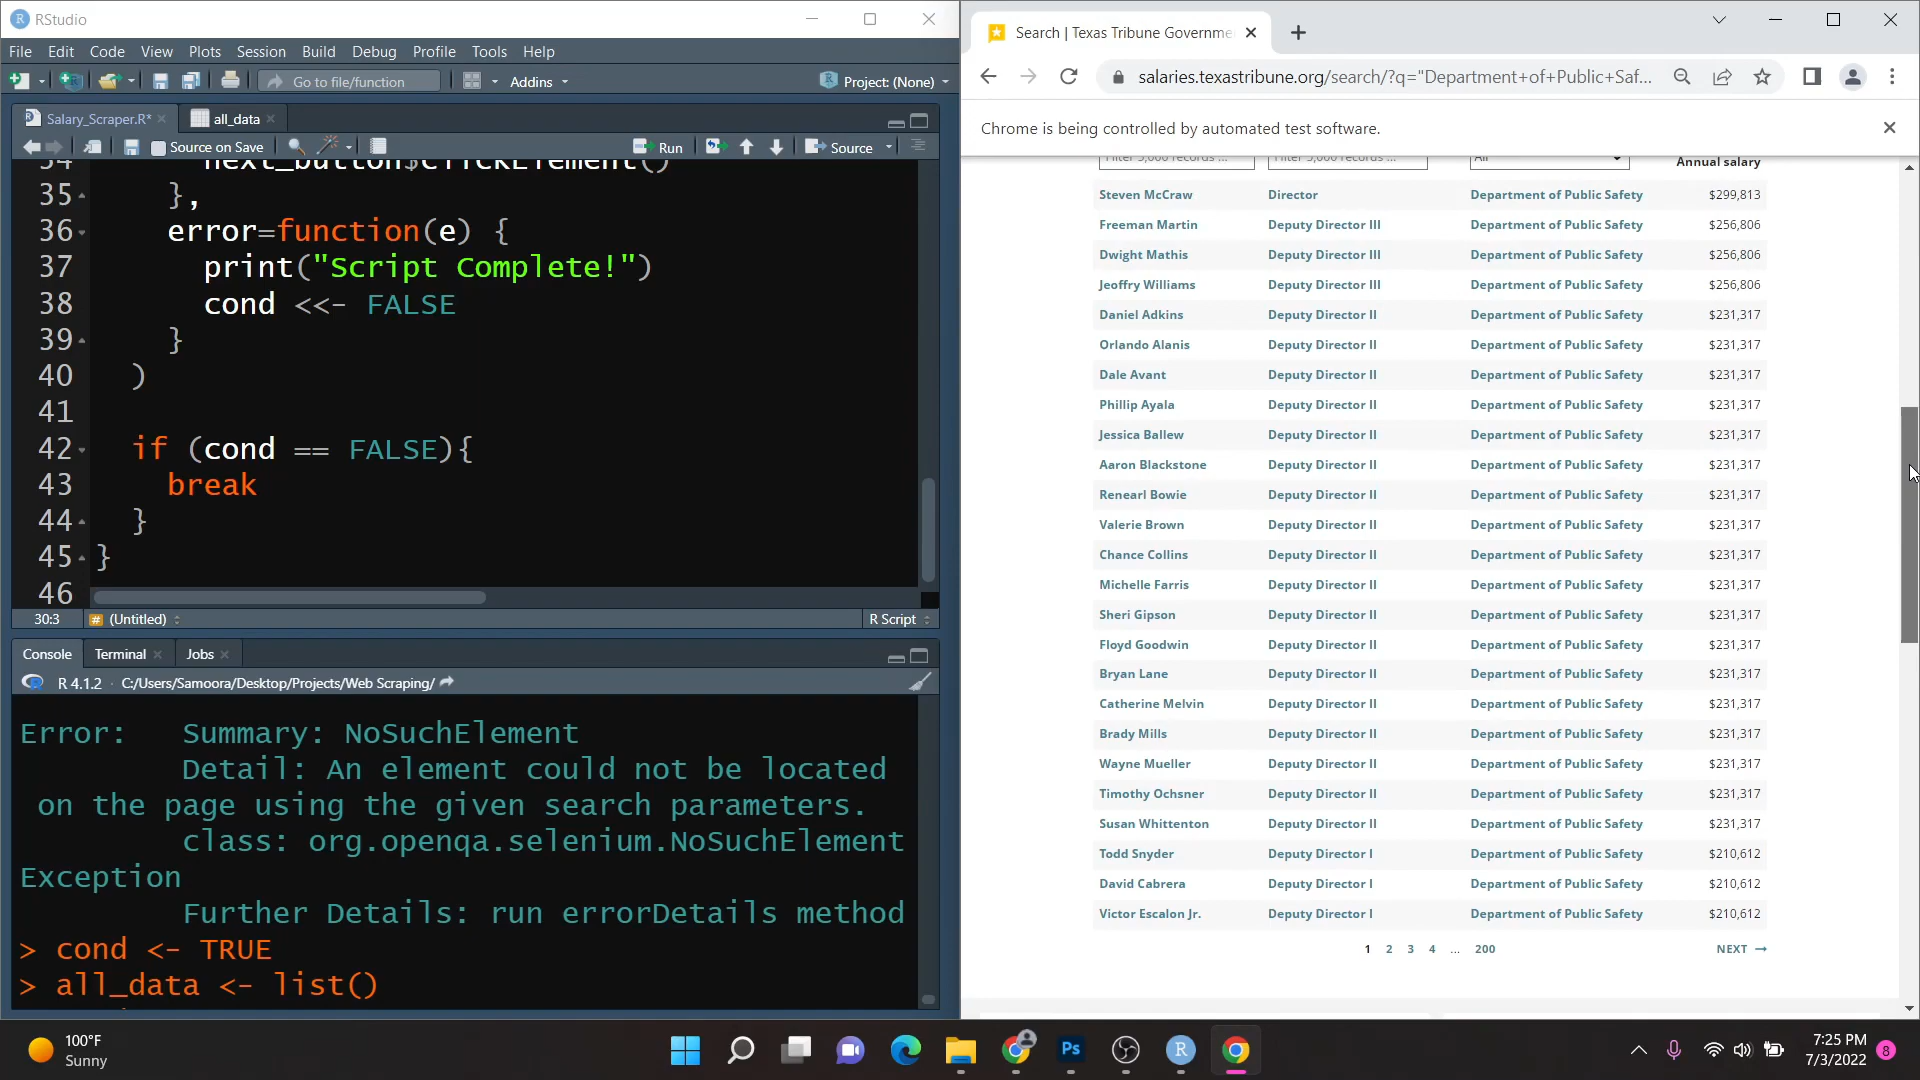 RStudio
File Edit Code View Plots Session Build Debug Profile Tools Help
Go to file/function
Addins
Project: (None)
Salary_Scraper.R*
all_data
Source on Save
Run
Source
34 next_button$clickElement()
35 },
36 error=function(e) {
37 print("Script Complete!")
38 cond <<- FALSE
39 }
40 )
41
42 if (cond == FALSE){
43 break
44 }
45 }
46
30:3 # (Untitled) R Script
Console Terminal Jobs
R 4.1.2 · C:/Users/Samoora/Desktop/Projects/Web Scraping/
Error: Summary: NoSuchElement
Detail: An element could not be located
on the page using the given search parameters.
class: org.openqa.selenium.NoSuchElement
Exception
Further Details: run errorDetails method
> cond <- TRUE
> all_data <- list()
Search | Texas Tribune Governme
salaries.texastribune.org/search/?q="Department+of+Public+Saf...
Chrome is being controlled by automated test software.
Filter 5,000 records ... Filter 5,000 records ... All Annual salary
Steven McCraw Director Department of Public Safety $299,813
Freeman Martin Deputy Director III Department of Public Safety $256,806
Dwight Mathis Deputy Director III Department of Public Safety $256,806
Jeoffry Williams Deputy Director III Department of Public Safety $256,806
Daniel Adkins Deputy Director II Department of Public Safety $231,317
Orlando Alanis Deputy Director II Department of Public Safety $231,317
Dale Avant Deputy Director II Department of Public Safety $231,317
Phillip Ayala Deputy Director II Department of Public Safety $231,317
Jessica Ballew Deputy Director II Department of Public Safety $231,317
Aaron Blackstone Deputy Director II Department of Public Safety $231,317
Renearl Bowie Deputy Director II Department of Public Safety $231,317
Valerie Brown Deputy Director II Department of Public Safety $231,317
Chance Collins Deputy Director II Department of Public Safety $231,317
Michelle Farris Deputy Director II Department of Public Safety $231,317
Sheri Gipson Deputy Director II Department of Public Safety $231,317
Floyd Goodwin Deputy Director II Department of Public Safety $231,317
Bryan Lane Deputy Director II Department of Public Safety $231,317
Catherine Melvin Deputy Director II Department of Public Safety $231,317
Brady Mills Deputy Director II Department of Public Safety $231,317
Wayne Mueller Deputy Director II Department of Public Safety $231,317
Timothy Ochsner Deputy Director II Department of Public Safety $231,317
Susan Whittenton Deputy Director II Department of Public Safety $231,317
Todd Snyder Deputy Director I Department of Public Safety $210,612
David Cabrera Deputy Director I Department of Public Safety $210,612
Victor Escalon Jr. Deputy Director I Department of Public Safety $210,612
1 2 3 4 ... 200 NEXT →
100°F
Sunny
Ps
R
7:25 PM
7/3/2022
8